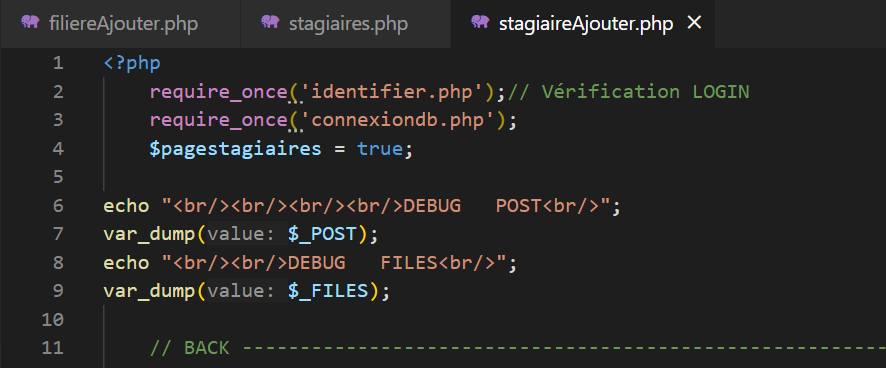 filiereAjouter.php stagiaires.php stagiaireAjouter.php ×
1 <?php
2 require_once('identifier.php');// Vérification LOGIN
3 require_once('connexiondb.php');
4 $pagestagiaires = true;
5
6 echo "<br/><br/><br/><br/>DEBUG   POST<br/>";
7 var_dump(value: $_POST);
8 echo "<br/><br/>DEBUG   FILES<br/>";
9 var_dump(value: $_FILES);
10
11 // BACK --------------------------------------------------------